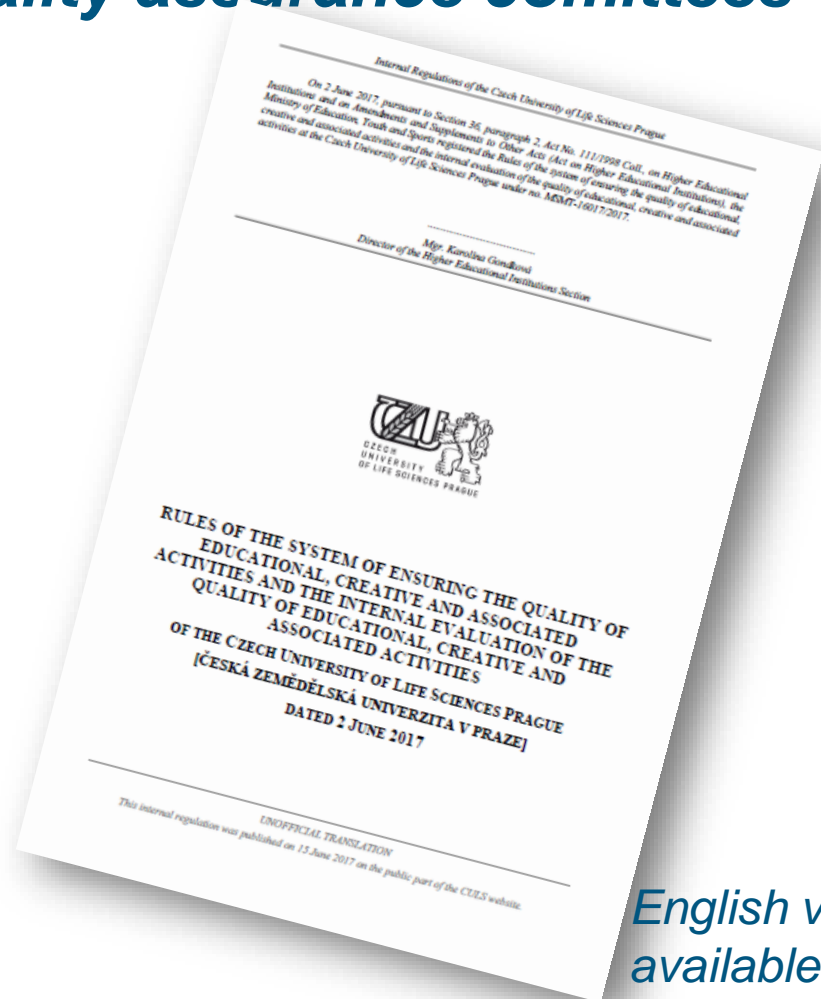 assurance comittees
Internal Regulations of the Czech University of Life Sciences Prague
On 2 June 2017, pursuant to Section 36, paragraph 2, Act No. 111/1998 Coll., on Higher Educational
Institutions and on Amendments and Supplements to Other Acts (Act on Higher Educational Institutions), the
Ministry of Education, Youth and Sports registered the Rules of the system of ensuring the quality of educational,
creative and associated activities and the internal evaluation of the quality of educational, creative and associated
activities at the Czech University of Life Sciences Prague under no. MSMT-16017/2017.
Mgr. Karolína Gondková
Director of the Higher Educational Institutions Section
CZECH
UNIVERSITY
OF LIFE SCIENCES PRAGUE
RULES OF THE SYSTEM OF ENSURING THE QUALITY OF
EDUCATIONAL, CREATIVE AND ASSOCIATED
ACTIVITIES AND THE INTERNAL EVALUATION OF THE
QUALITY OF EDUCATIONAL, CREATIVE AND
ASSOCIATED ACTIVITIES
OF THE CZECH UNIVERSITY OF LIFE SCIENCES PRAGUE
[ČESKÁ ZEMĚDĚLSKÁ UNIVERZITA V PRAZE]
DATED 2 JUNE 2017
UNOFFICIAL TRANSLATION
This internal regulation was published on 15 June 2017 on the public part of the CULS website.
English v
available